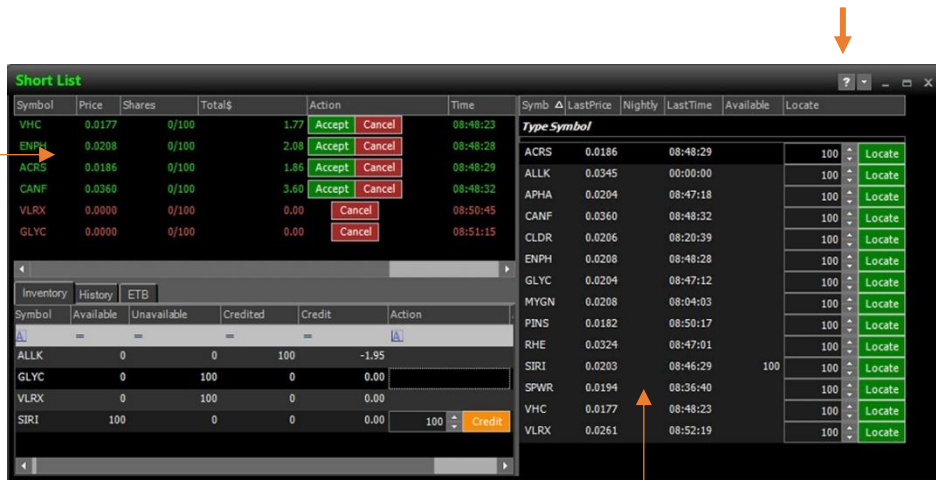 Short List
?
Symbol Price Shares Total$ Action Time
VHC 0.0177 0/100 1.77 Accept Cancel 08:48:23
ENPH 0.0208 0/100 2.08 Accept Cancel 08:48:28
ACRS 0.0186 0/100 1.86 Accept Cancel 08:48:29
CANF 0.0360 0/100 3.60 Accept Cancel 08:48:32
VLRX 0.0000 0/100 0.00 Cancel 08:50:45
GLYC 0.0000 0/100 0.00 Cancel 08:51:15
Inventory History ETB
Symbol Available Unavailable Credited Credit Action
A = = = = A
ALLK 0 0 100 -1.95
GLYC 0 100 0 0.00
VLRX 0 100 0 0.00
SIRI 100 0 0 0.00 100 Credit
Symb LastPrice Nightly LastTime Available Locate
Type Symbol
ACRS 0.0186 08:48:29 100 Locate
ALLK 0.0345 00:00:00 100 Locate
APHA 0.0204 08:47:18 100 Locate
CANF 0.0360 08:48:32 100 Locate
CLDR 0.0206 08:20:39 100 Locate
ENPH 0.0208 08:48:28 100 Locate
GLYC 0.0204 08:47:12 100 Locate
MYGN 0.0208 08:04:03 100 Locate
PINS 0.0182 08:50:17 100 Locate
RHE 0.0324 08:47:01 100 Locate
SIRI 0.0203 08:46:29 100 100 Locate
SPWR 0.0194 08:36:40 100 Locate
VHC 0.0177 08:48:23 100 Locate
VLRX 0.0261 08:52:19 100 Locate